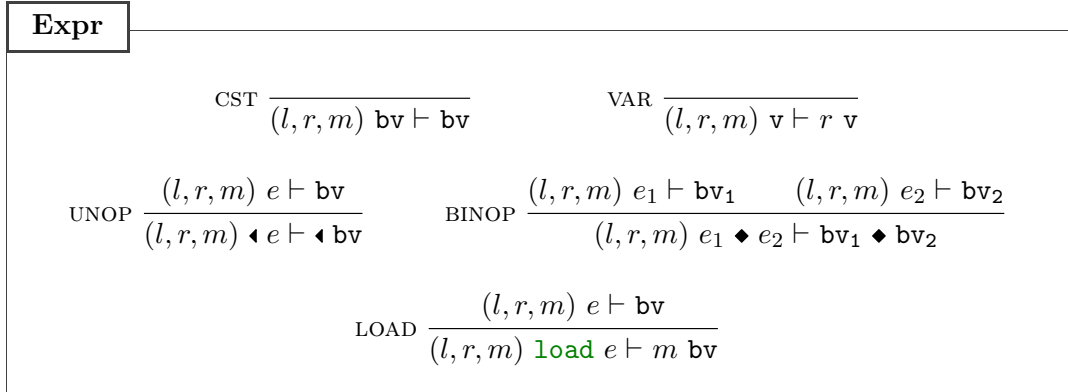 Expr
CST (l, r, m) bv ⊢ bv
VAR (l, r, m) v ⊢ r v
UNOP (l, r, m) e ⊢ bv
(l, r, m) ◂ e ⊢ ◂ bv
BINOP (l, r, m) e₁ ⊢ bv₁ (l, r, m) e₂ ⊢ bv₂
(l, r, m) e₁ ◆ e₂ ⊢ bv₁ ◆ bv₂
LOAD (l, r, m) e ⊢ bv
(l, r, m) load e ⊢ m bv